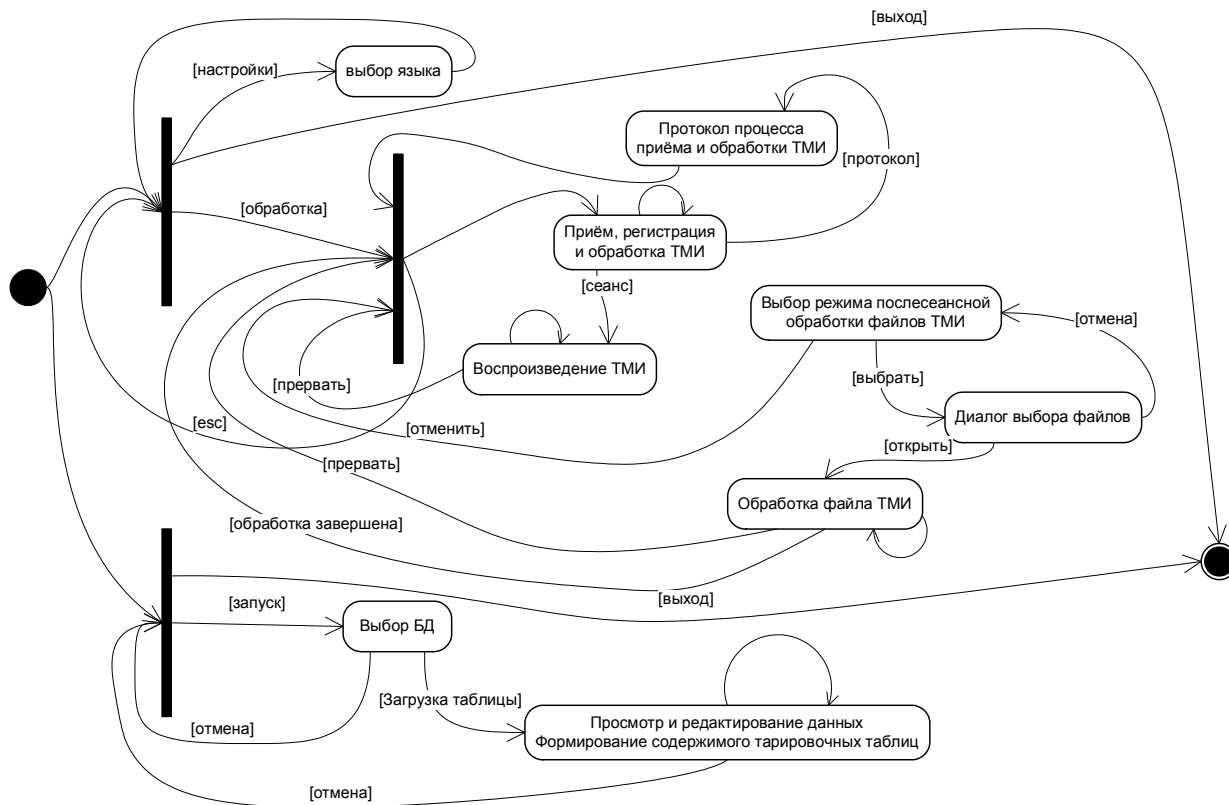 [выход]
[настройки]
выбор языка
Протокол процесса
приёма и обработки ТМИ
[протокол]
[обработка]
Приём, регистрация
и обработка ТМИ
[сеанс]
Выбор режима послесеансной
обработки файлов ТМИ
[отмена]
Воспроизведение ТМИ
[прервать]
[выбрать]
Диалог выбора файлов
[esc]
[отменить]
[открыть]
[прервать]
Обработка файла ТМИ
[обработка завершена]
[выход]
[запуск]
Выбор БД
[Загрузка таблицы]
[отмена]
Просмотр и редактирование данных
Формирование содержимого тарировочных таблиц
[отмена]